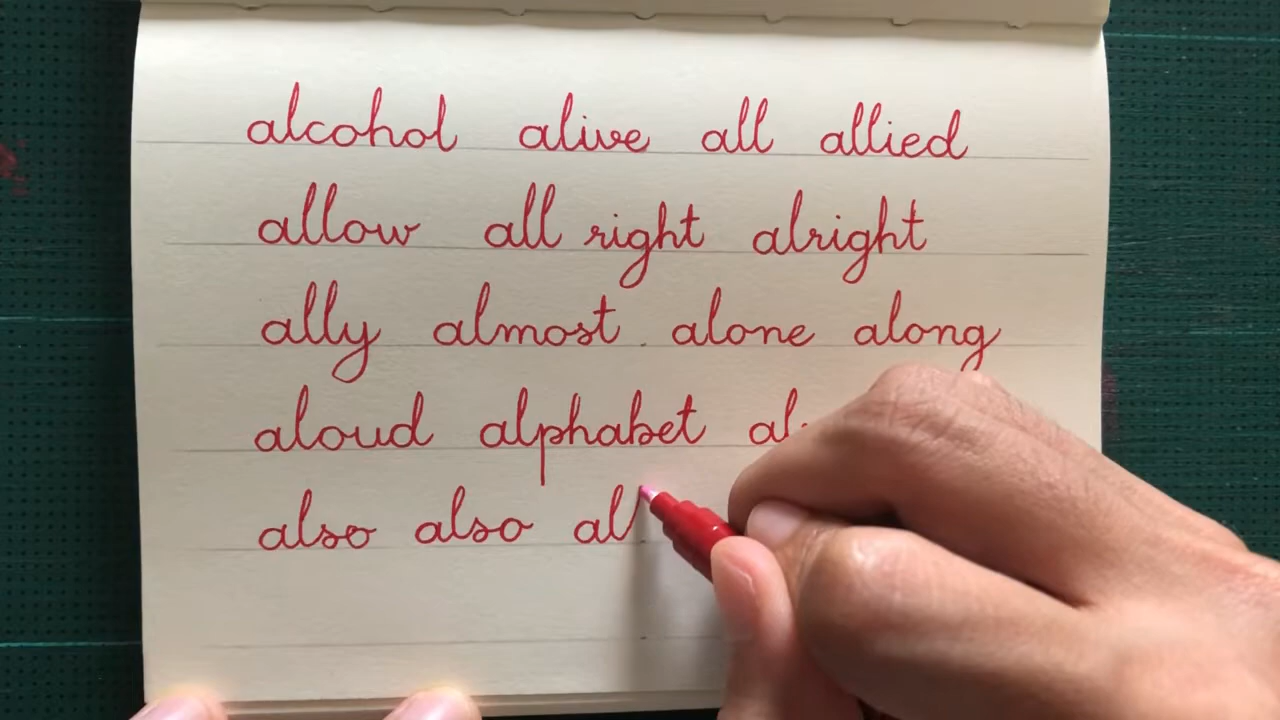 alcohol alive all allied
allow all right alright
ally almost alone along
aloud alphabet
also also